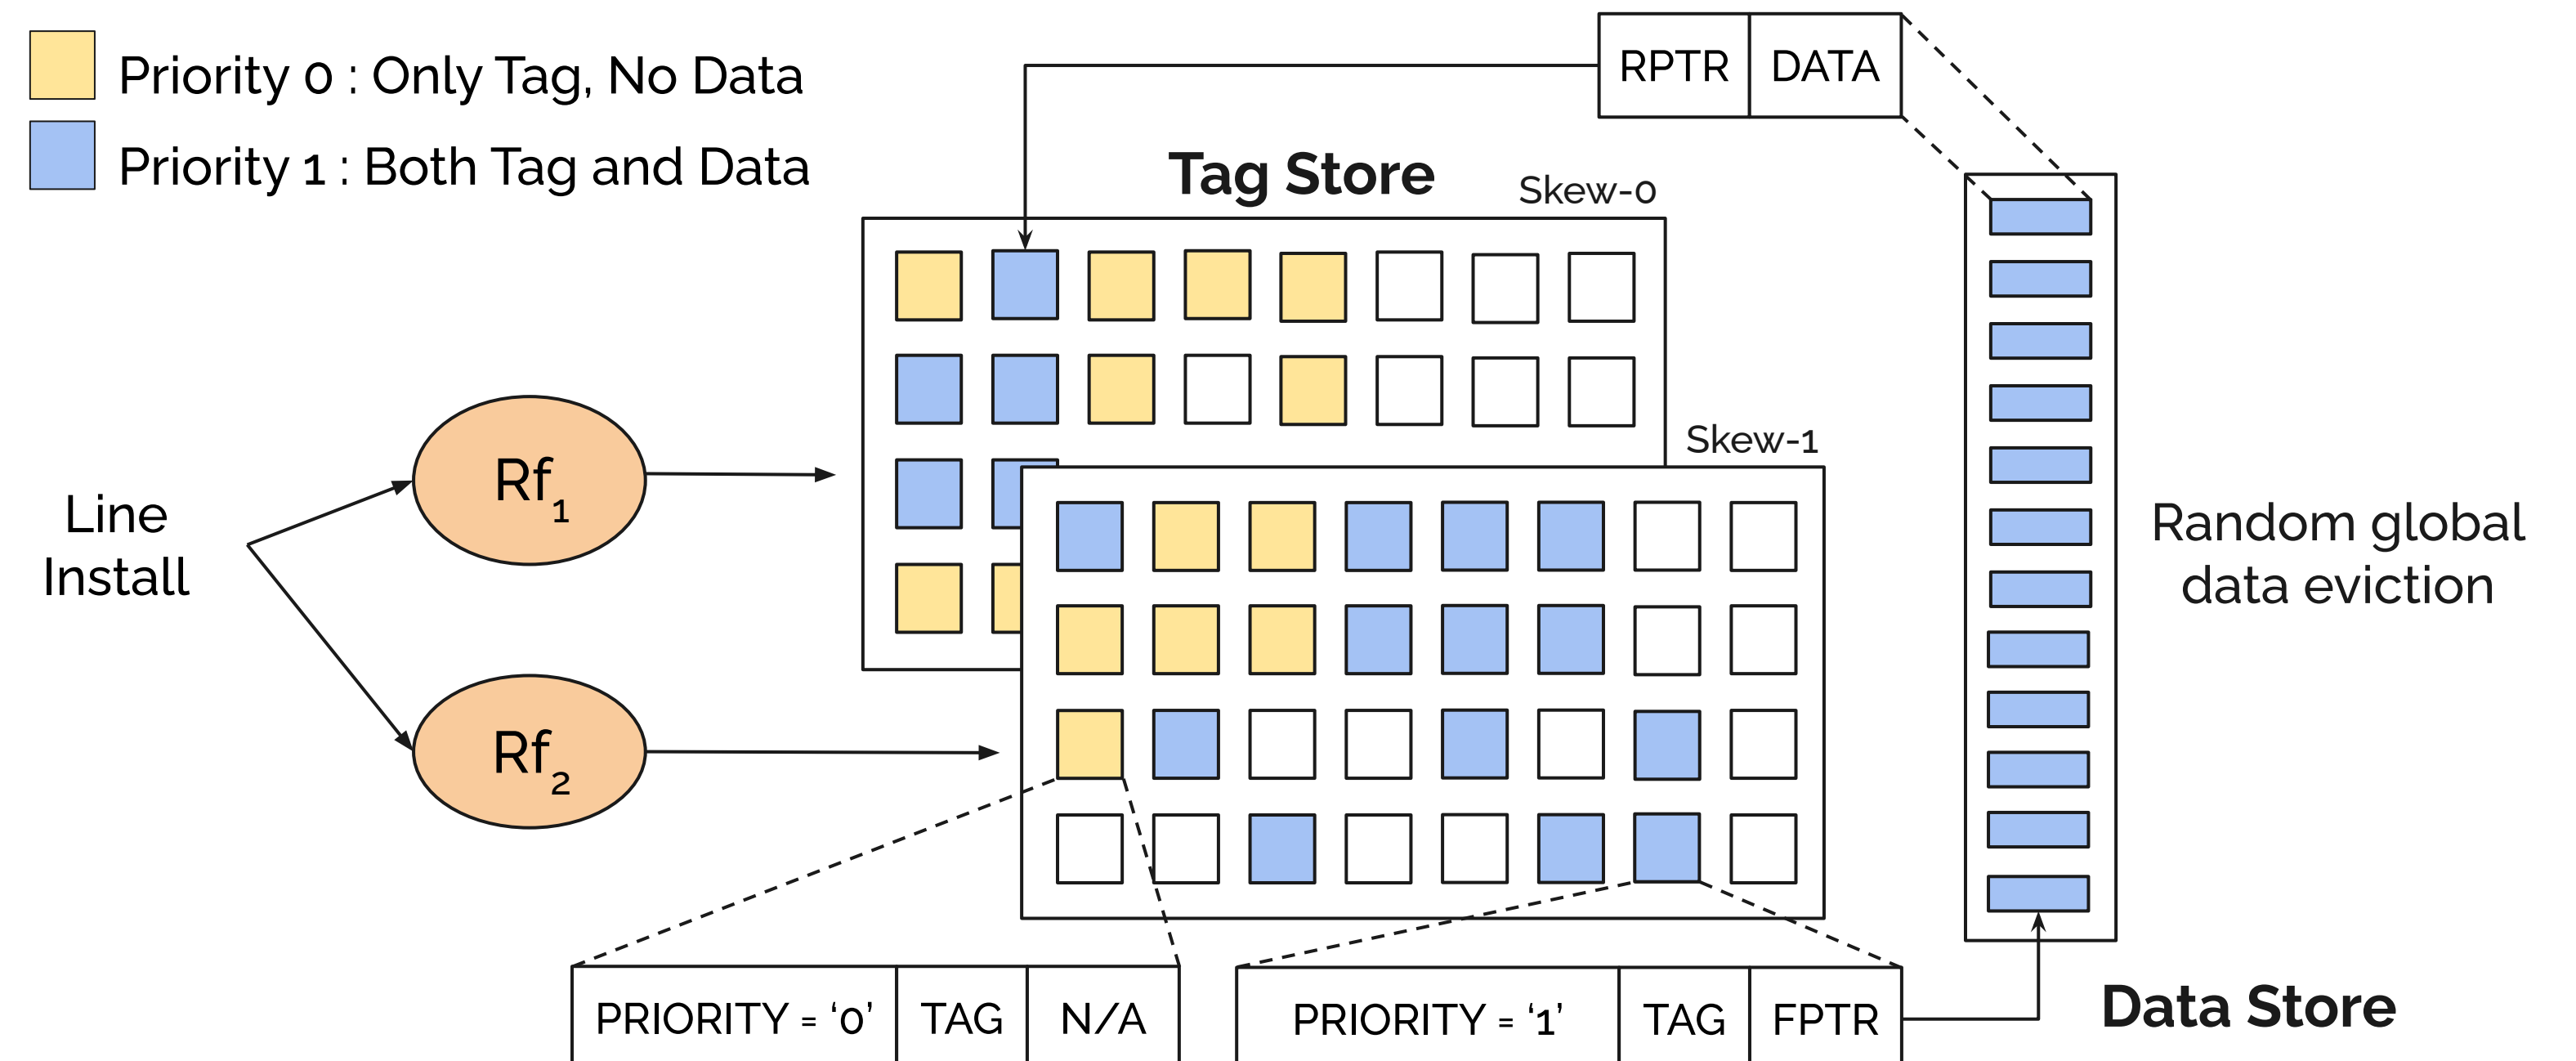 Priority 0 : Only Tag, No Data
Priority 1 : Both Tag and Data
RPTR DATA
Tag Store
Skew-0
Skew-1
Line
Install
Rf1
Rf2
Random global
data eviction
PRIORITY = ‘0’ TAG N/A
PRIORITY = ‘1’ TAG FPTR
Data Store